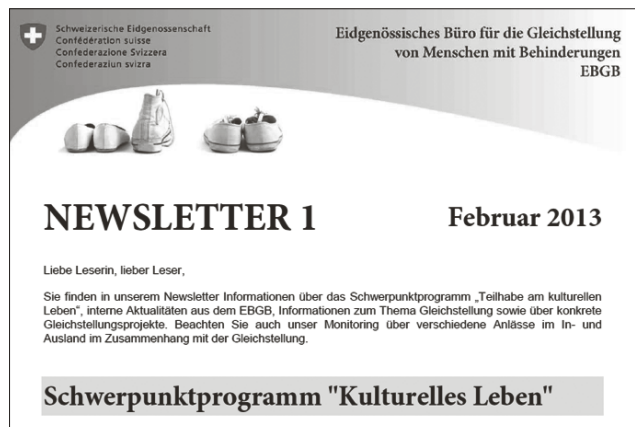 Schweizerische Eidgenossenschaft
Confédération suisse
Confederazione Svizzera
Confederaziun svizra
Eidgenössisches Büro für die Gleichstellung
von Menschen mit Behinderungen
EBGB
NEWSLETTER 1
Februar 2013
Liebe Leserin, lieber Leser,
Sie finden in unserem Newsletter Informationen über das Schwerpunktprogramm „Teilhabe am kulturellen
Leben“, interne Aktualitäten aus dem EBGB, Informationen zum Thema Gleichstellung sowie über konkrete
Gleichstellungsprojekte. Beachten Sie auch unser Monitoring über verschiedene Anlässe im In- und
Ausland im Zusammenhang mit der Gleichstellung.
Schwerpunktprogramm "Kulturelles Leben"